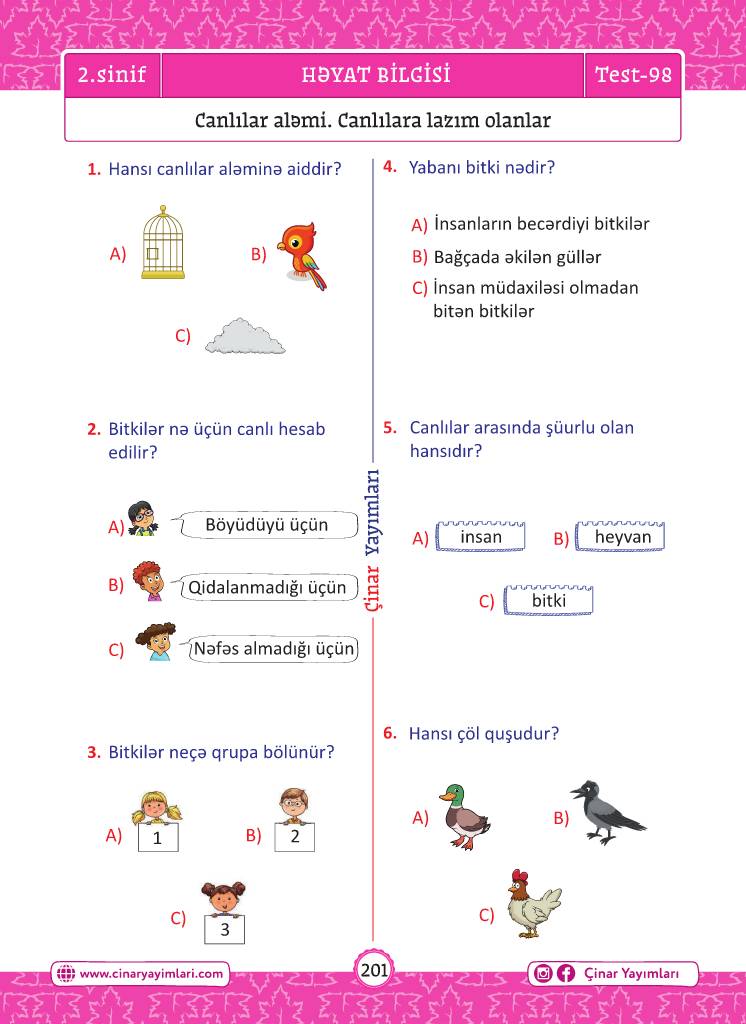 2.sinif
HƏYAT BİLGİSİ
Test-98
Canlılar aləmi. Canlılara lazım olanlar
1. Hansı canlılar aləminə aiddir?
A)
B)
C)
2. Bitkilər nə üçün canlı hesab
edilir?
A) Böyüdüyü üçün
B) Qidalanmadığı üçün
C) Nəfəs almadığı üçün
3. Bitkilər neçə qrupa bölünür?
A) 1
B) 2
C) 3
Çinar Yayımları
4. Yabanı bitki nədir?
A) İnsanların becərdiyi bitkilər
B) Bağçada əkilən güllər
C) İnsan müdaxiləsi olmadan
bitən bitkilər
5. Canlılar arasında şüurlu olan
hansıdır?
A) insan
B) heyvan
C) bitki
6. Hansı çöl quşudur?
A)
B)
C)
www.cinaryayimlari.com
201
Çinar Yayımları